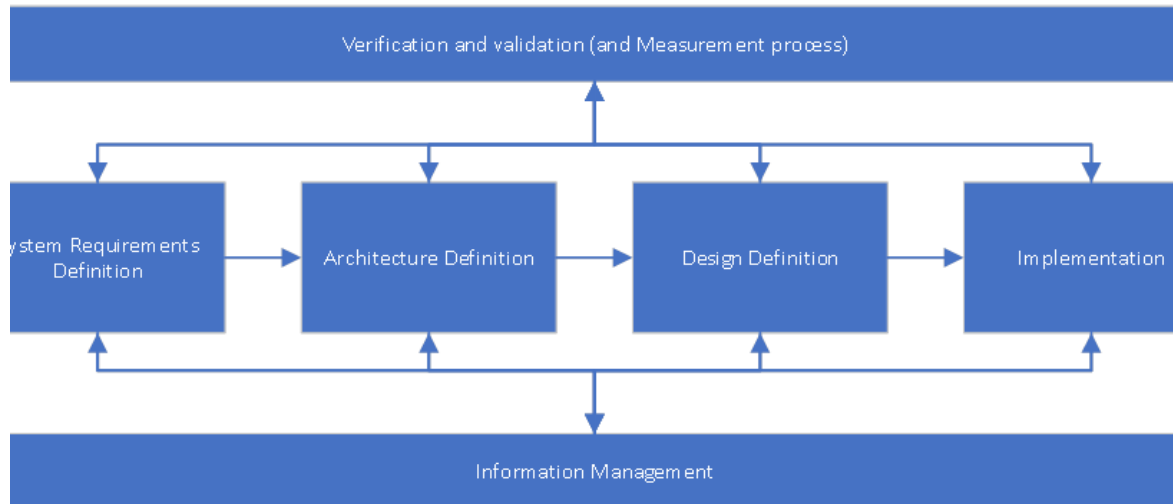 Verification and validation (and Measurement process)
ystem Requirements
Definition
Architecture Definition
Design Definition
Implementation
Information Management